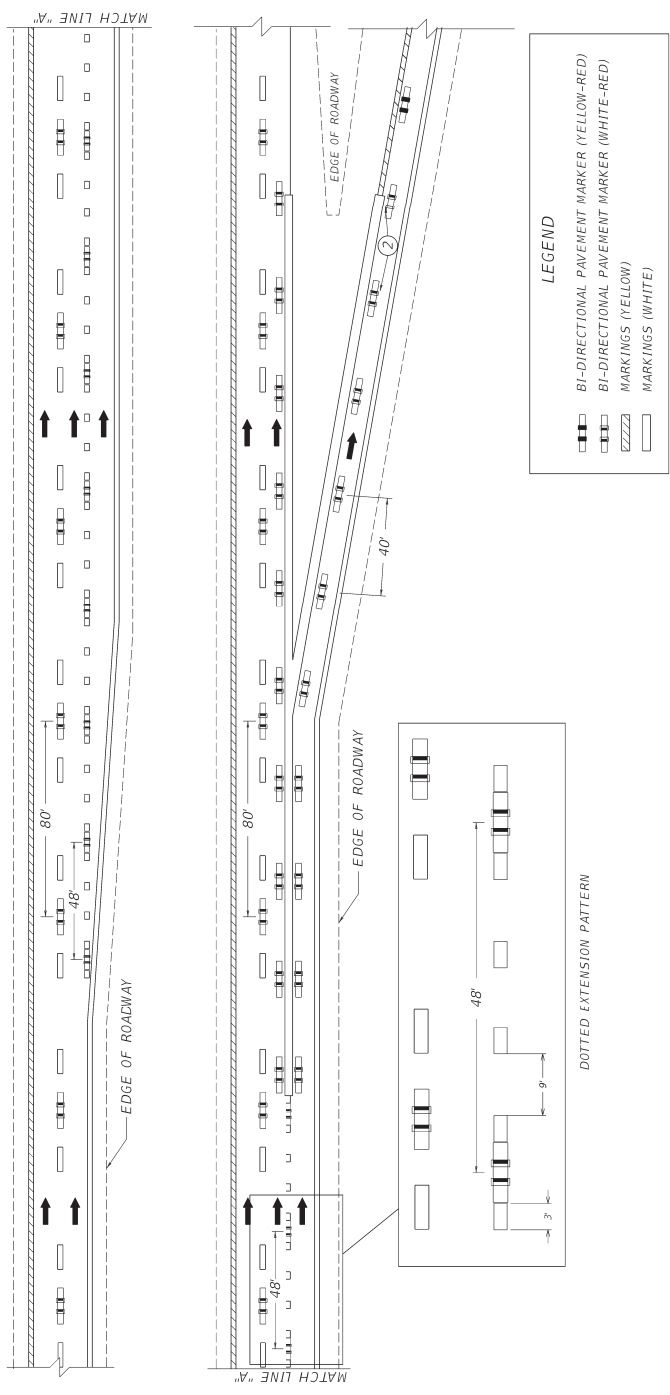 MATCH LINE "A"
80'
48'
EDGE OF ROADWAY
EDGE OF ROADWAY
2
40'
80'
EDGE OF ROADWAY
48'
MATCH LINE "A"
LEGEND
BI-DIRECTIONAL PAVEMENT MARKER (YELLOW-RED)
BI-DIRECTIONAL PAVEMENT MARKER (WHITE-RED)
MARKINGS (YELLOW)
MARKINGS (WHITE)
48'
9'
3'
DOTTED EXTENSION PATTERN